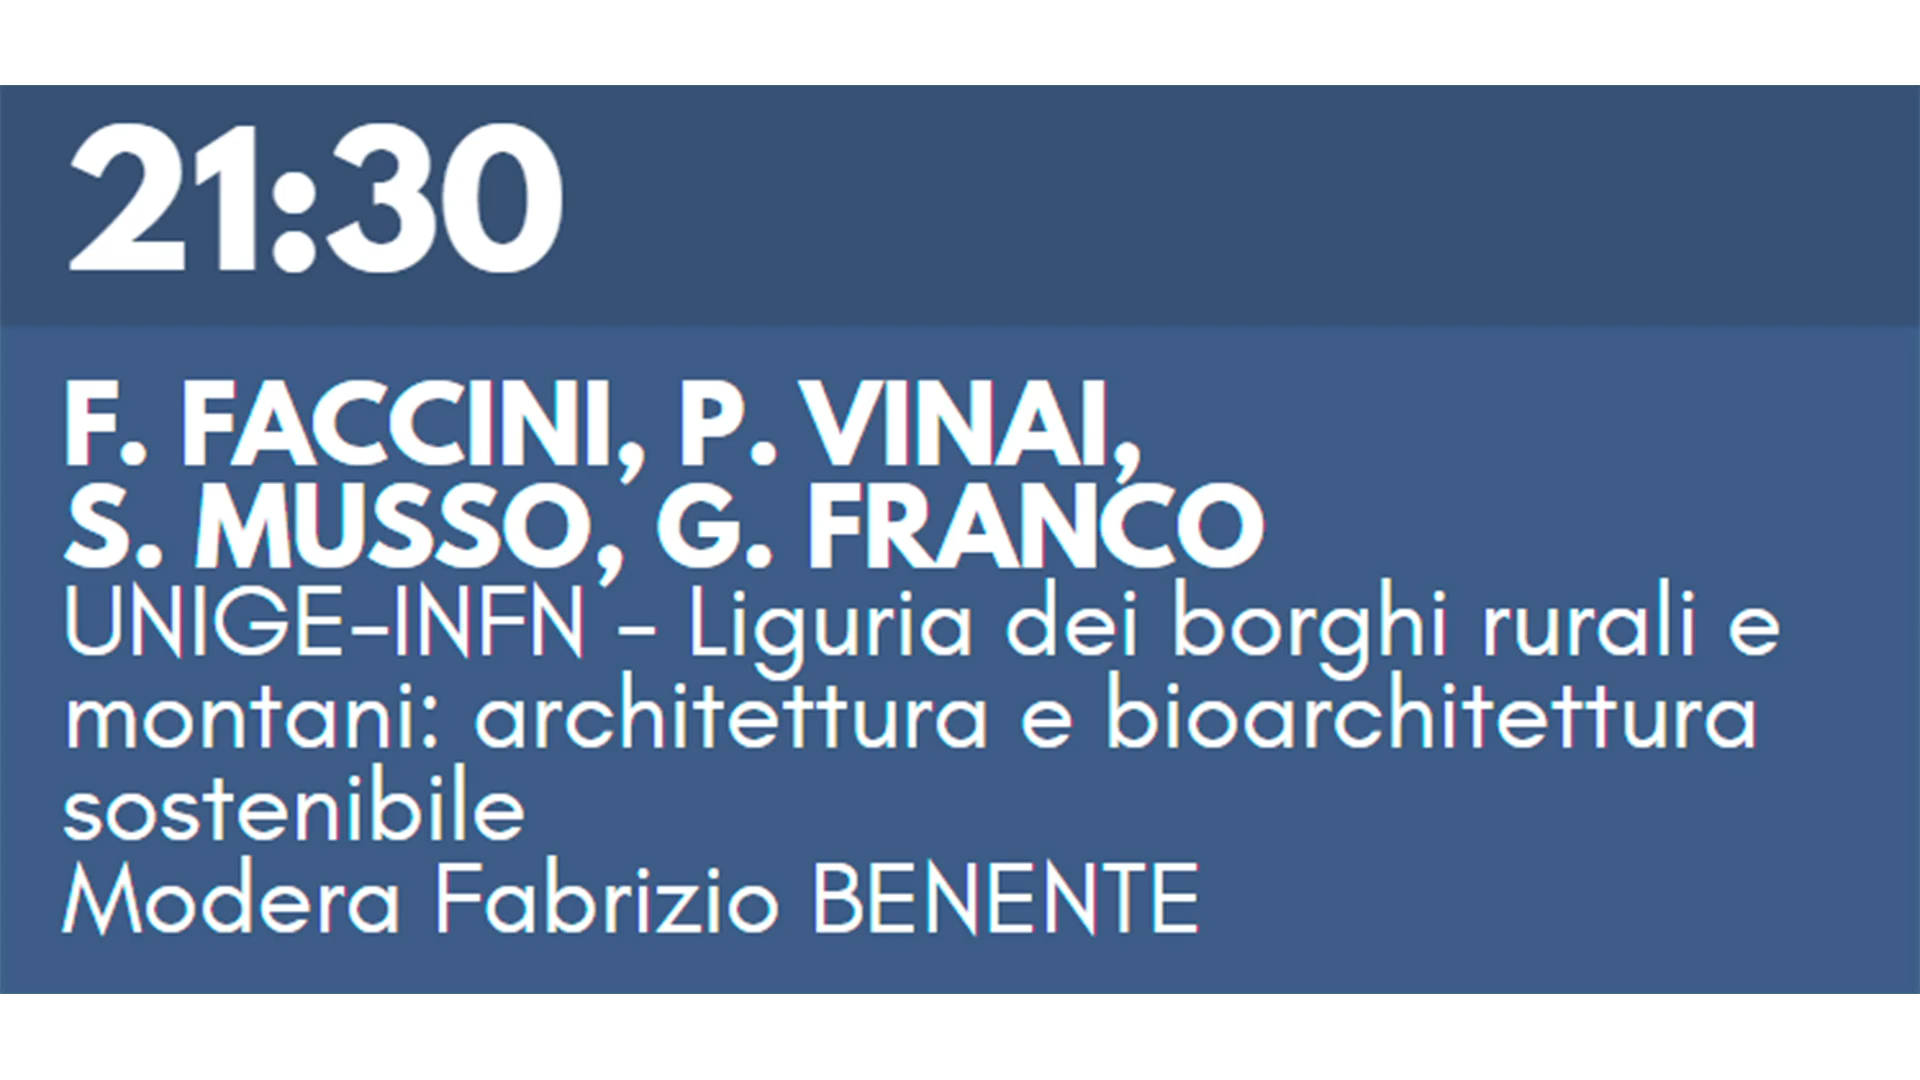 21:30
F. FACCINI, P. VINAI,
S. MUSSO, G. FRANCO
UNIGE-INFN - Liguria dei borghi rurali e
montani: architettura e bioarchitettura
sostenibile
Modera Fabrizio BENENTE